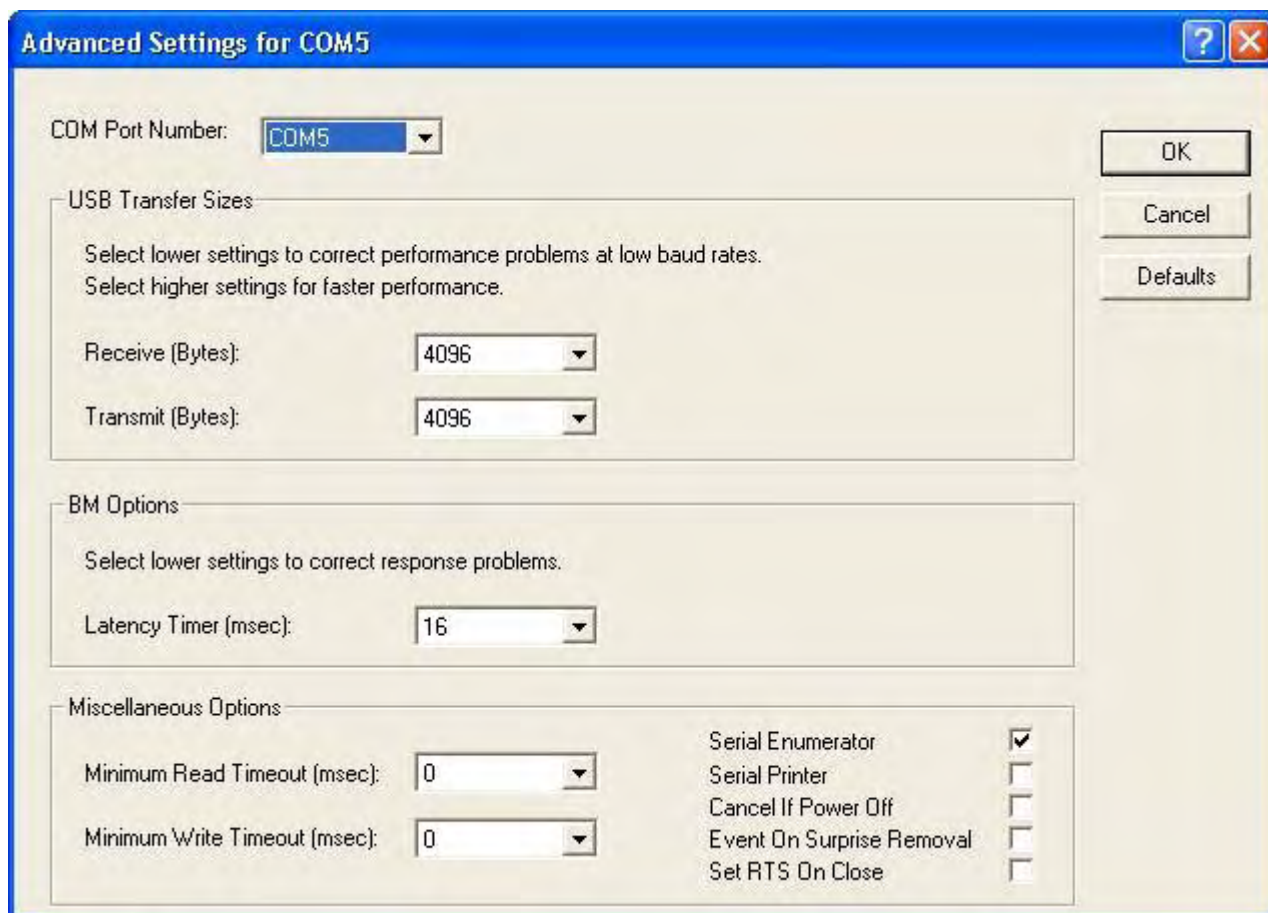 Advanced Settings for COM5
?
COM Port Number: COM5
OK
USB Transfer Sizes
Cancel
Select lower settings to correct performance problems at low baud rates.
Defaults
Select higher settings for faster performance.
Receive (Bytes): 4096
Transmit (Bytes): 4096
BM Options
Select lower settings to correct response problems.
Latency Timer (msec): 16
Miscellaneous Options
Serial Enumerator
Minimum Read Timeout (msec): 0
Serial Printer
Cancel If Power Off
Minimum Write Timeout (msec): 0
Event On Surprise Removal
Set RTS On Close